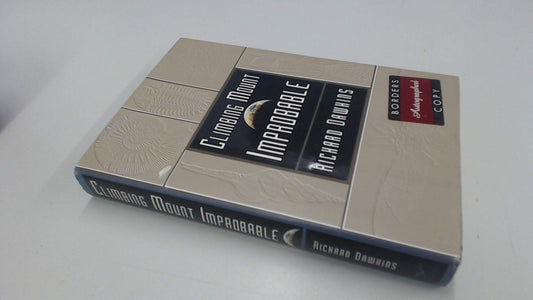 CLIMBING MOUNT
IMPROBABLE
RICHARD DAWKINS
BORDERS
Autographed
COPY
CLIMBING MOUNT IMPROBABLE
RICHARD DAWKINS